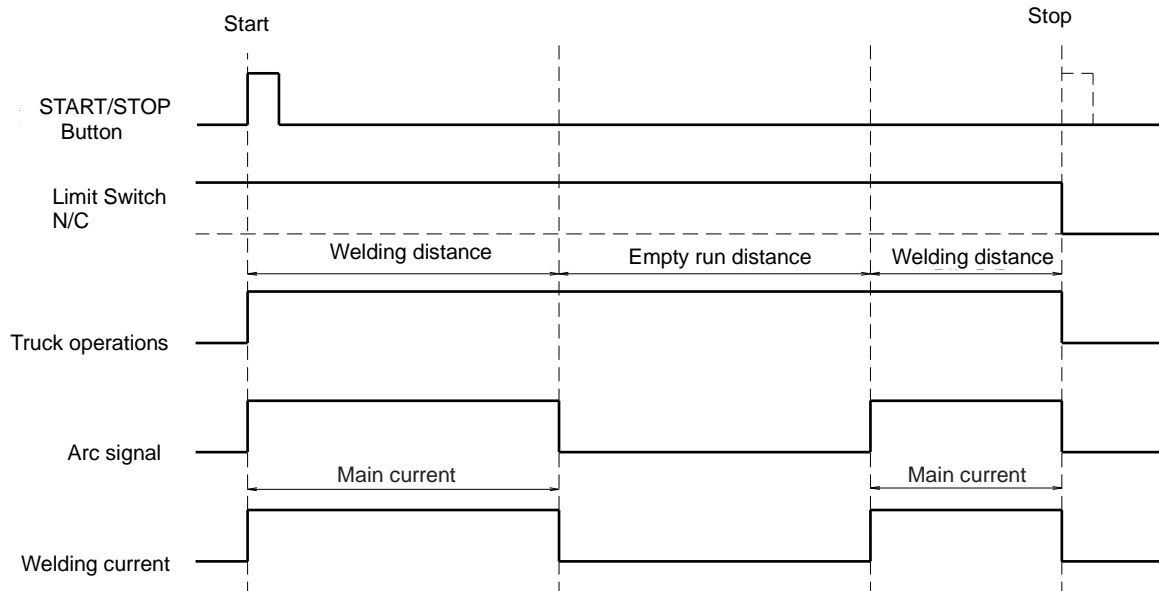 Start
Stop
START/STOP
Button
Limit Switch
N/C
Welding distance
Empty run distance
Welding distance
Truck operations
Arc signal
Main current
Main current
Welding current